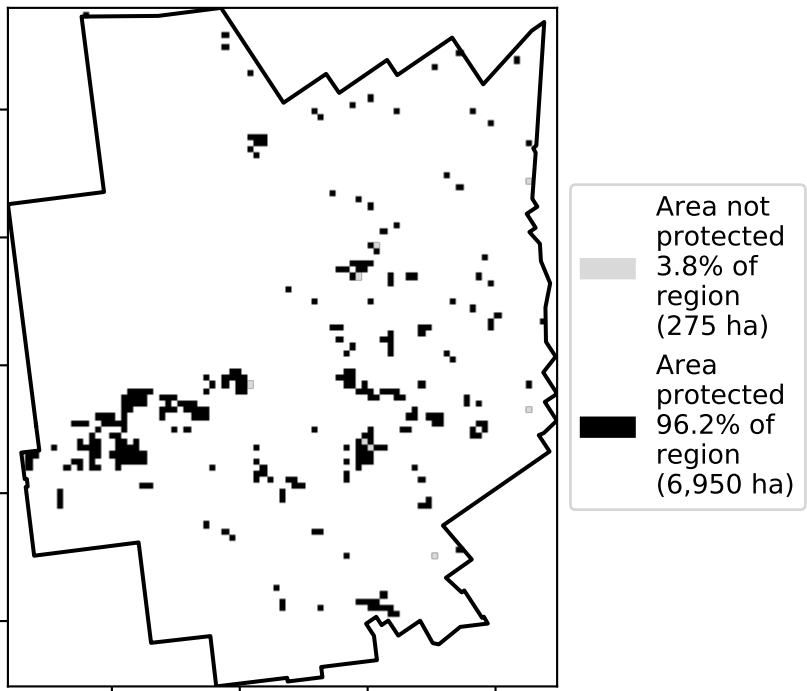 Area not
protected
3.8% of
region
(275 ha)
Area
protected
96.2% of
region
(6,950 ha)